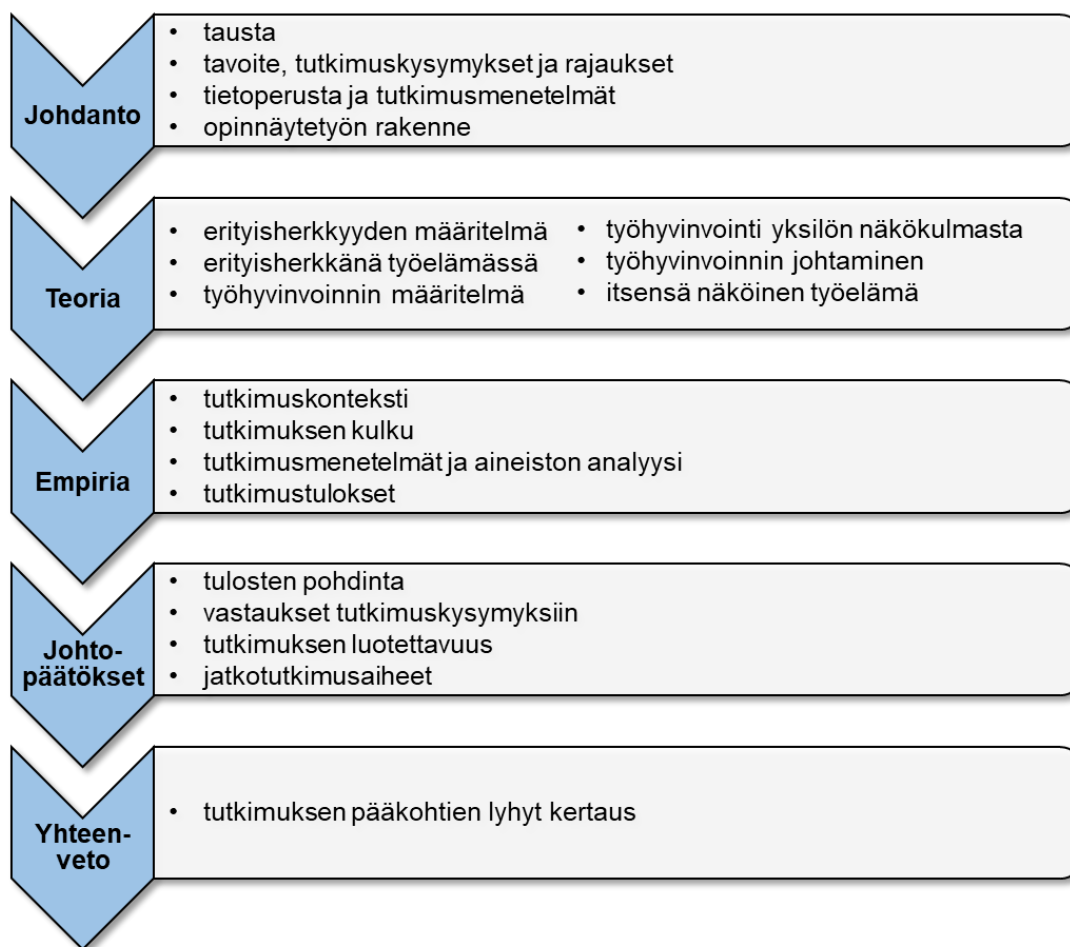 Johdanto
• tausta
• tavoite, tutkimuskysymykset ja rajaukset
• tietoperusta ja tutkimusmenetelmät
• opinnäytetyön rakenne
Teoria
• erityisherkkyyden määritelmä
• erityisherkkänä työelämässä
• työhyvinvoinnin määritelmä
• työhyvinvointi yksilön näkökulmasta
• työhyvinvoinnin johtaminen
• itsensä näköinen työelämä
Empiria
• tutkimuskonteksti
• tutkimuksen kulku
• tutkimusmenetelmät ja aineiston analyysi
• tutkimustulokset
Johto-
päätökset
• tulosten pohdinta
• vastaukset tutkimuskysymyksiin
• tutkimuksen luotettavuus
• jatkotutkimusaiheet
Yhteen-
veto
• tutkimuksen pääkohtien lyhyt kertaus